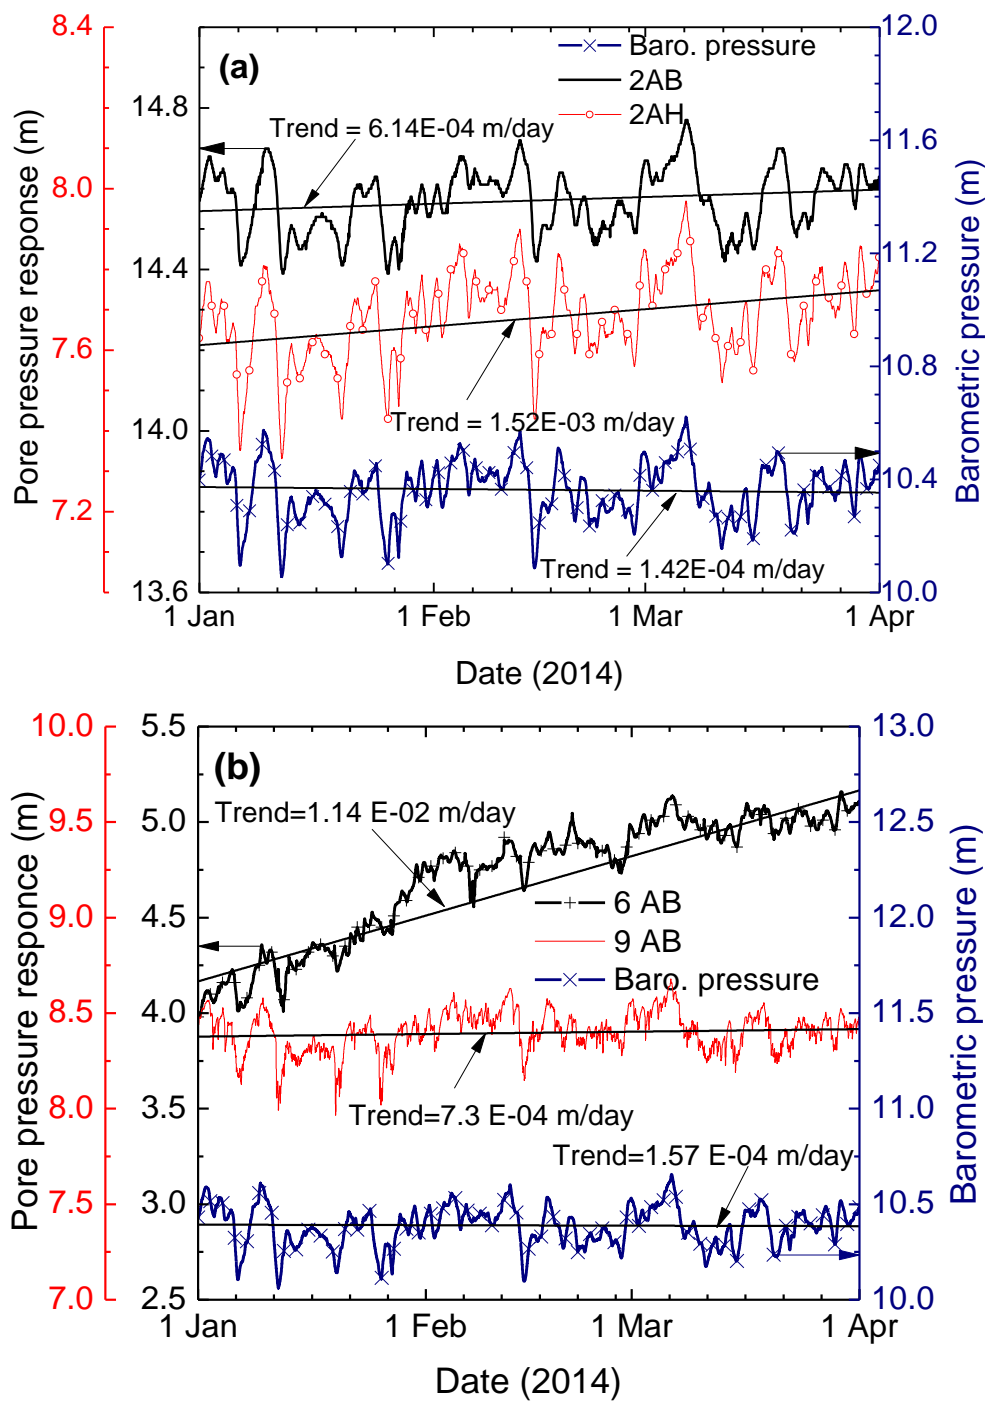 8.4
12.0
(a)
Baro. pressure
2AB
2AH
14.8
Trend = 6.14E-04 m/day
11.6
8.0
11.2
14.4
7.6
10.8
Trend = 1.52E-03 m/day
14.0
10.4
7.2
Trend = 1.42E-04 m/day
13.6
10.0
Pore pressure response (m)
Barometric pressure (m)
1 Jan
1 Feb
1 Mar
1 Apr
Date (2014)
10.0
5.5
13.0
(b)
Trend=1.14 E-02 m/day
9.5
5.0
12.5
6 AB
9 AB
Baro. pressure
9.0
4.5
12.0
8.5
4.0
11.5
8.0
3.5
11.0
Trend=7.3 E-04 m/day
Trend=1.57 E-04 m/day
7.5
3.0
10.5
7.0
2.5
10.0
Pore pressure responce (m)
Barometric pressure (m)
1 Jan
1 Feb
1 Mar
1 Apr
Date (2014)